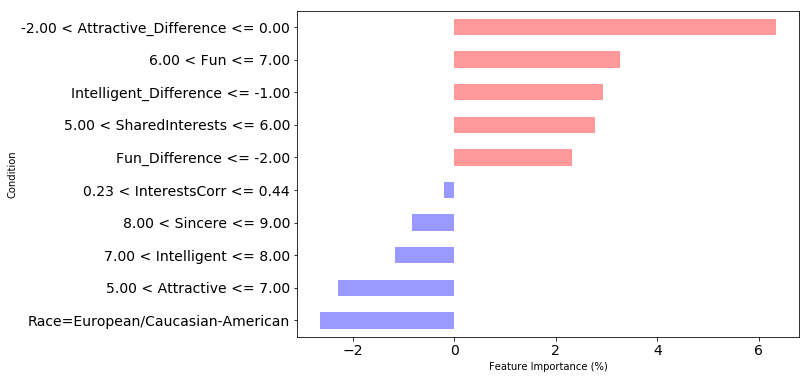 -2.00 < Attractive_Difference <= 0.00
6.00 < Fun <= 7.00
Intelligent_Difference <= -1.00
5.00 < SharedInterests <= 6.00
Fun_Difference <= -2.00
0.23 < InterestsCorr <= 0.44
8.00 < Sincere <= 9.00
7.00 < Intelligent <= 8.00
5.00 < Attractive <= 7.00
Race=European/Caucasian-American
Condition
−2 0 2 4 6
Feature Importance (%)